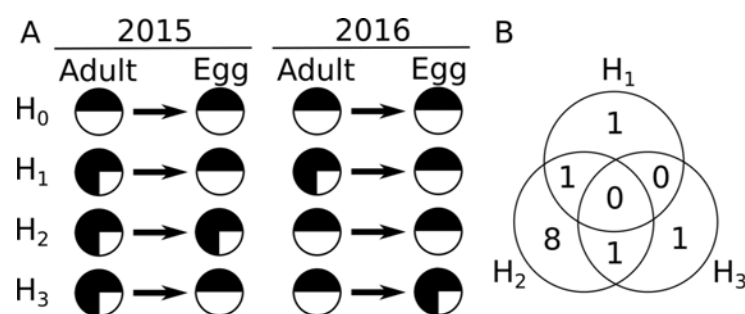 A 2015 2016 B
Adult Egg Adult Egg
H₀
H₁
H₂
H₃
H₁
1
1 0
0
8 1 1
H₂ H₃